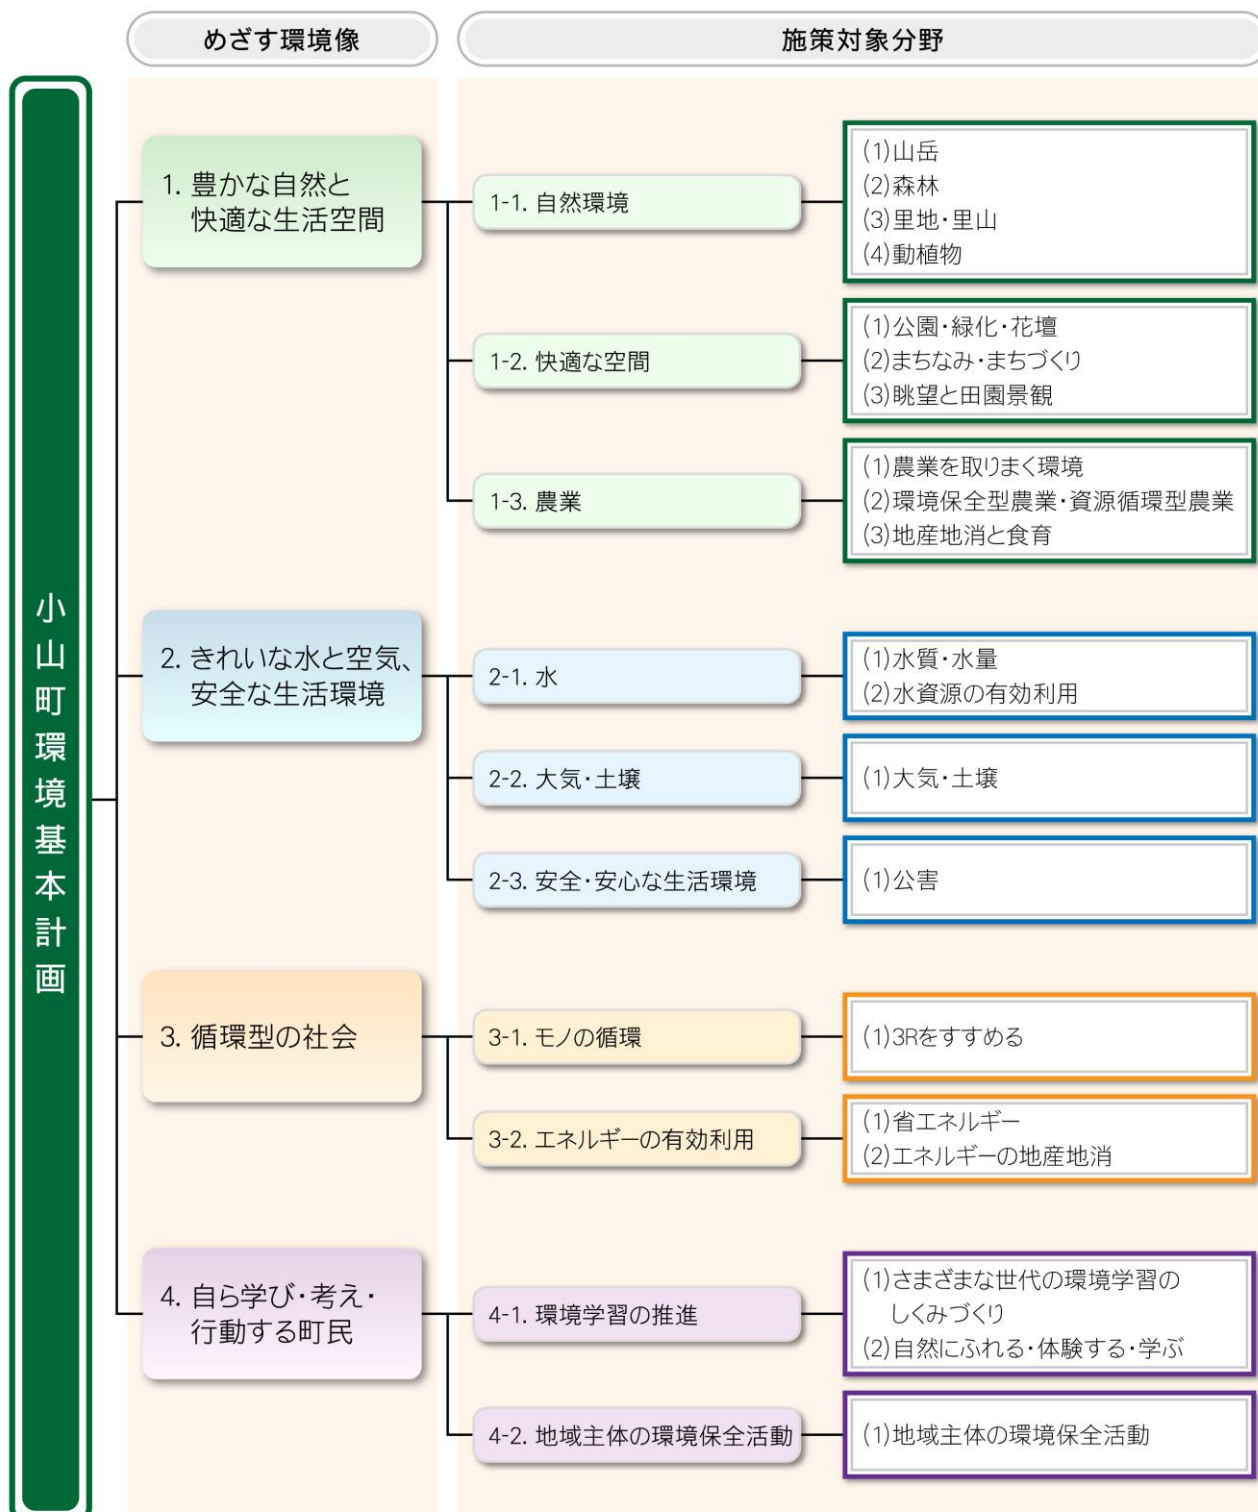 めざす環境像
施策対象分野
小山町環境基本計画
1. 豊かな自然と
快適な生活空間
1-1. 自然環境
(1)山岳
(2)森林
(3)里地・里山
(4)動植物
1-2. 快適な空間
(1)公園・緑化・花壇
(2)まちなみ・まちづくり
(3)眺望と田園景観
1-3. 農業
(1)農業を取りまく環境
(2)環境保全型農業・資源循環型農業
(3)地産地消と食育
2. きれいな水と空気、
安全な生活環境
2-1. 水
(1)水質・水量
(2)水資源の有効利用
2-2. 大気・土壌
(1)大気・土壌
2-3. 安全・安心な生活環境
(1)公害
3. 循環型の社会
3-1. モノの循環
(1)3Rをすすめる
3-2. エネルギーの有効利用
(1)省エネルギー
(2)エネルギーの地産地消
4. 自ら学び・考え・
行動する町民
4-1. 環境学習の推進
(1)さまざまな世代の環境学習の
しくみづくり
(2)自然にふれる・体験する・学ぶ
4-2. 地域主体の環境保全活動
(1)地域主体の環境保全活動